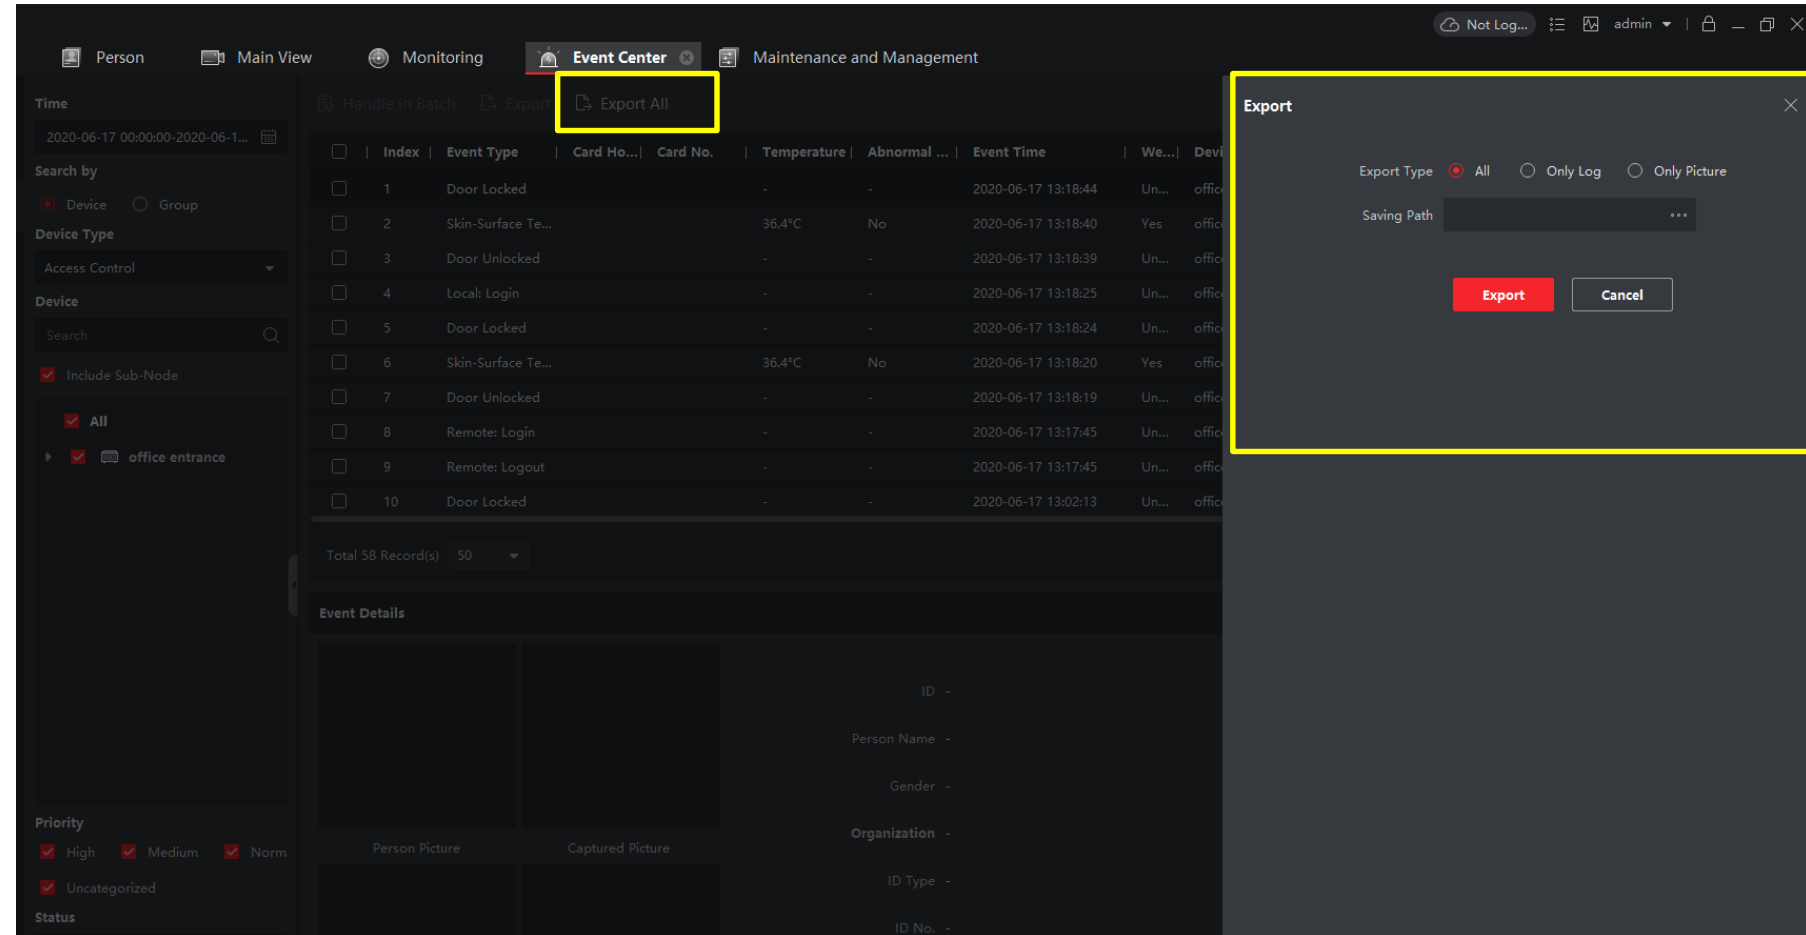 Not Log... admin
Person Main View Monitoring Event Center Maintenance and Management
Time
2020-06-17 00:00:00-2020-06-1...
Search by
Device Group
Device Type
Access Control
Device
Search
Include Sub-Node
All
office entrance
Priority
High Medium Norm
Uncategorized
Status
Handle In Batch Export Export All
Index Event Type Card Ho... Card No. Temperature Abnormal ... Event Time We... Devi
1 Door Locked - - 2020-06-17 13:18:44 Un... office
2 Skin-Surface Te... 36.4°C No 2020-06-17 13:18:40 Yes office
3 Door Unlocked - - 2020-06-17 13:18:39 Un... office
4 Local: Login - - 2020-06-17 13:18:25 Un... office
5 Door Locked - - 2020-06-17 13:18:24 Un... office
6 Skin-Surface Te... 36.4°C No 2020-06-17 13:18:20 Yes office
7 Door Unlocked - - 2020-06-17 13:18:19 Un... office
8 Remote: Login - - 2020-06-17 13:17:45 Un... office
9 Remote: Logout - - 2020-06-17 13:17:45 Un... office
10 Door Locked - - 2020-06-17 13:02:13 Un... office
Total 58 Record(s) 50
Event Details
Person Picture Captured Picture
ID -
Person Name -
Gender -
Organization -
ID Type -
ID No. -
Export
Export Type All Only Log Only Picture
Saving Path ...
Export Cancel